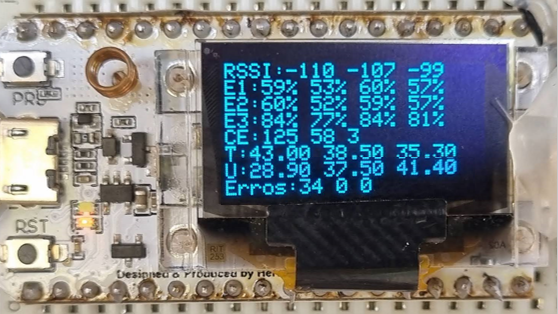 RSSI:-110 -107 -99
E1:59% 53% 60% 57%
E2:60% 52% 59% 57%
E3:84% 77% 84% 81%
CE:125 58 3
T:43.00 38.50 35.30
U:28.90 37.50 41.40
Erros:34 0 0
RST
Designed & Produced by Hel